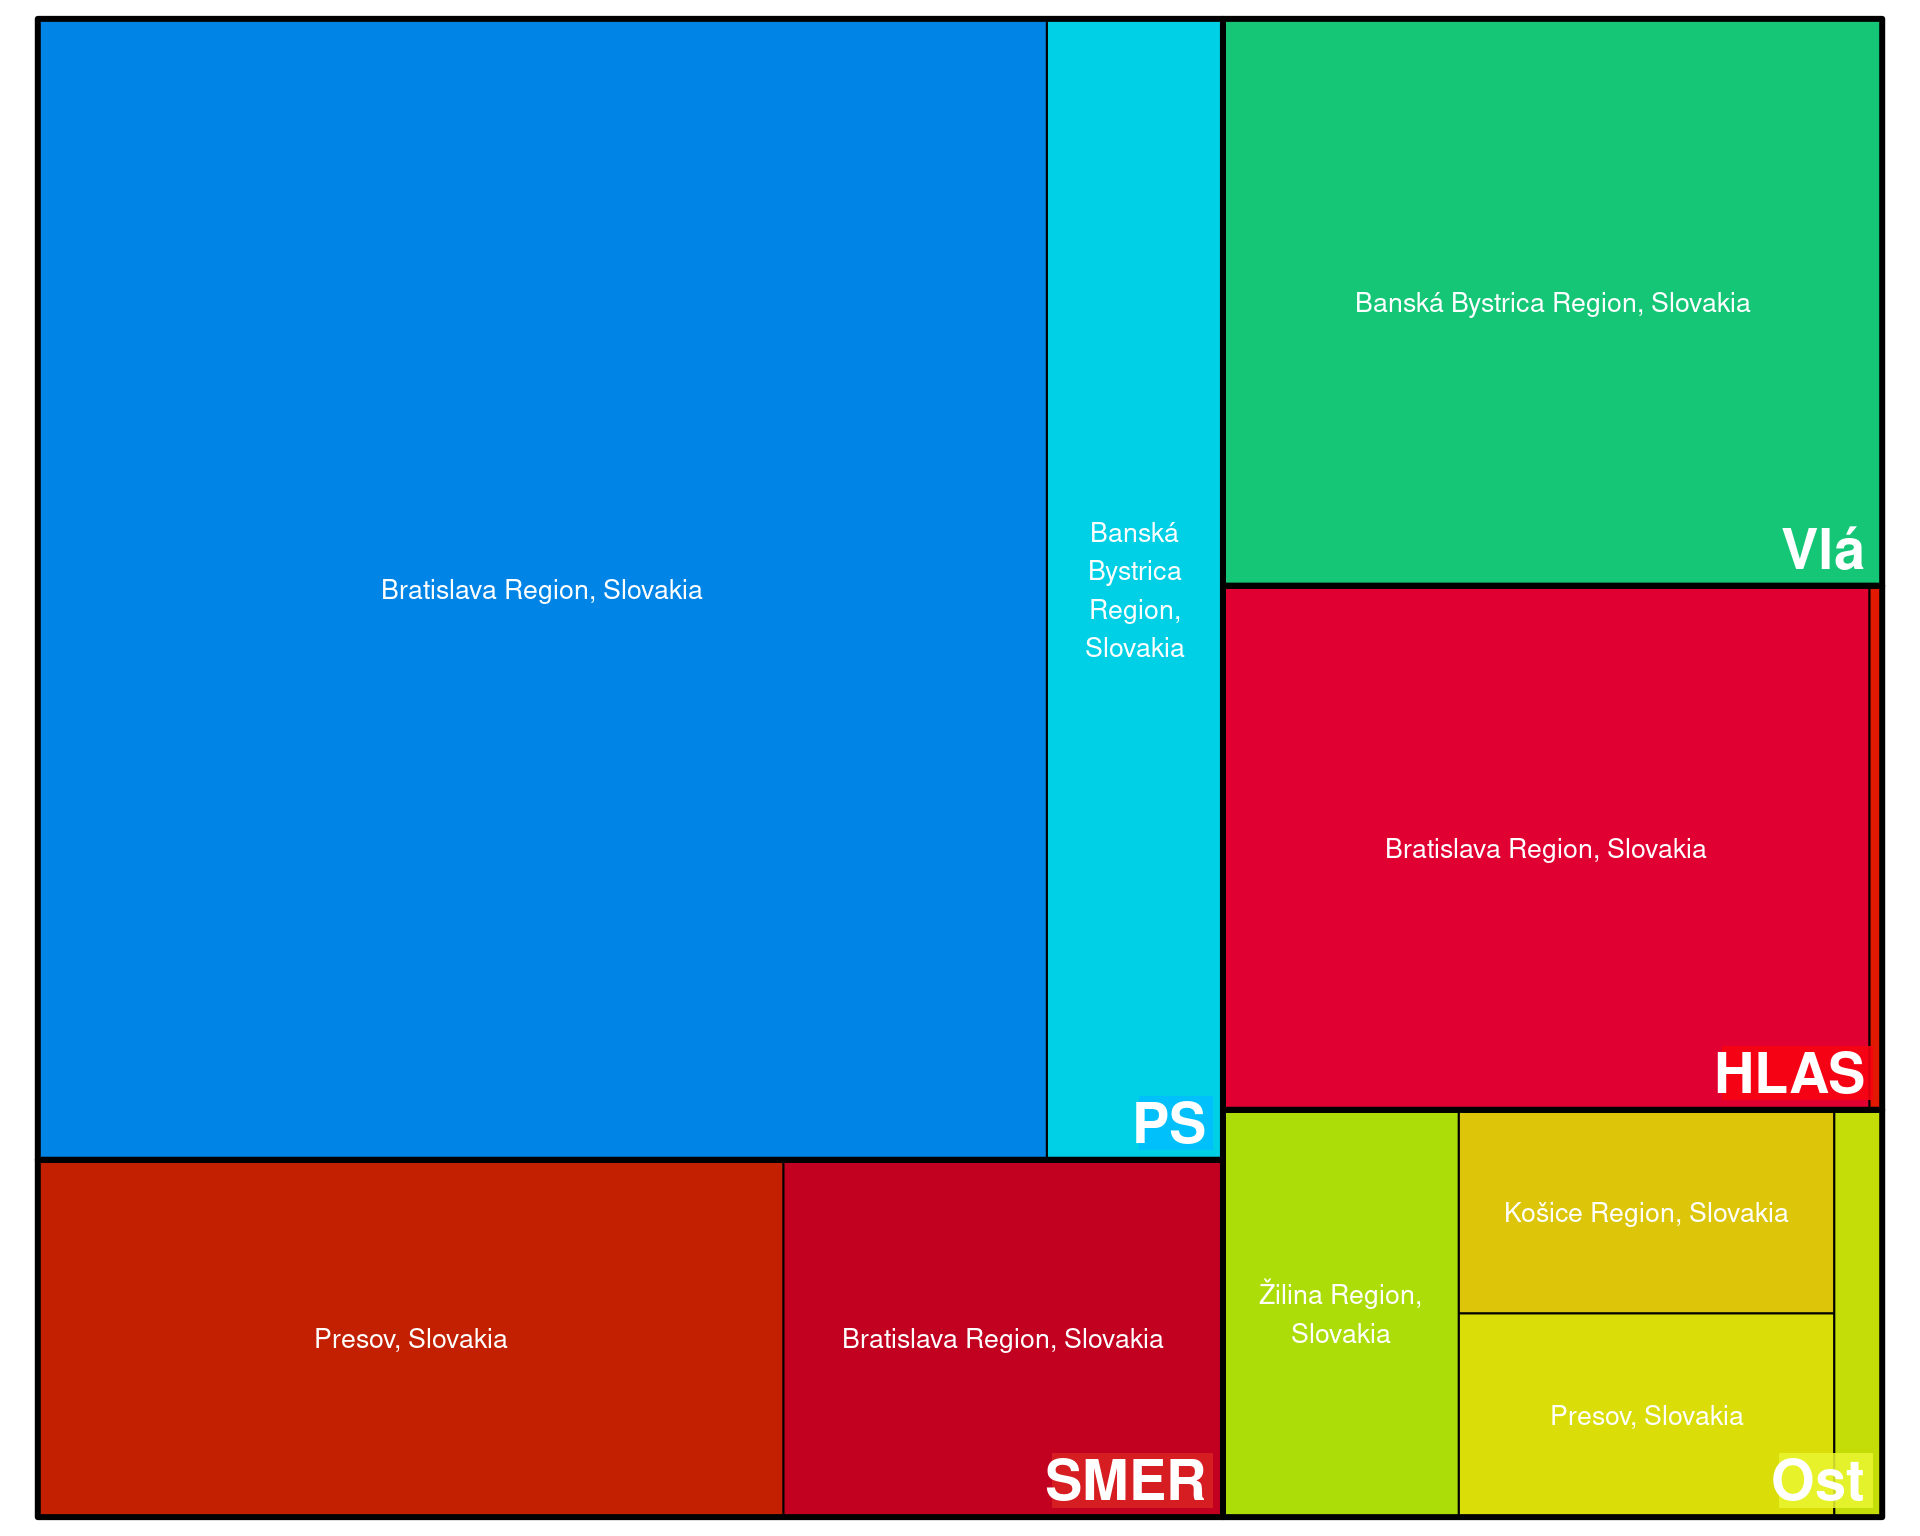 Bratislava Region, Slovakia
Banská
Bystrica
Region,
Slovakia
PS
Presov, Slovakia
Bratislava Region, Slovakia
SMER
Banská Bystrica Region, Slovakia
Vlá
Bratislava Region, Slovakia
HLAS
Žilina Region,
Slovakia
Košice Region, Slovakia
Presov, Slovakia
Ost